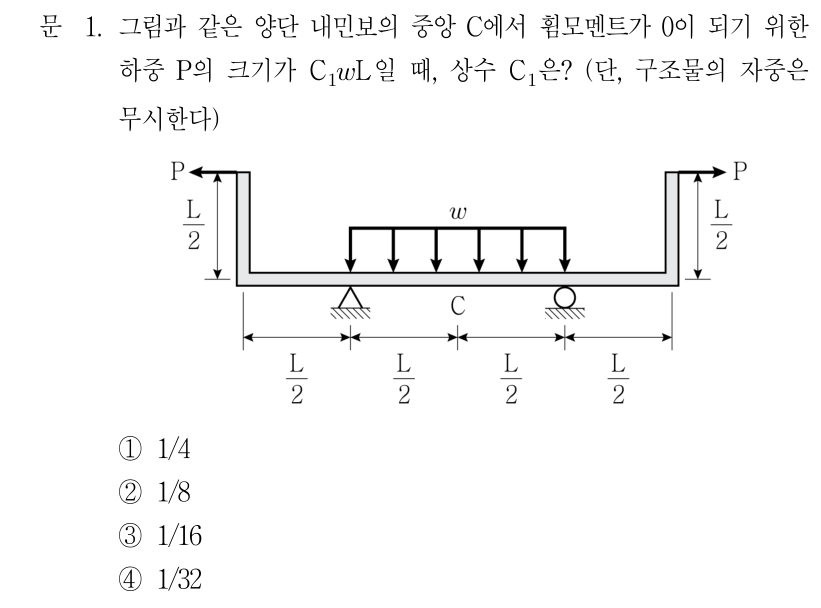 문 1. 그림과 같은 양단 내민보의 중앙 C에서 휨모멘트가 0이 되기 위한
하중 P의 크기가 C₁wL일 때, 상수 C₁은? (단, 구조물의 자중은
무시한다)
P
P
w
L/2
L/2
C
L/2
L/2
L/2
L/2
① 1/4
② 1/8
③ 1/16
④ 1/32